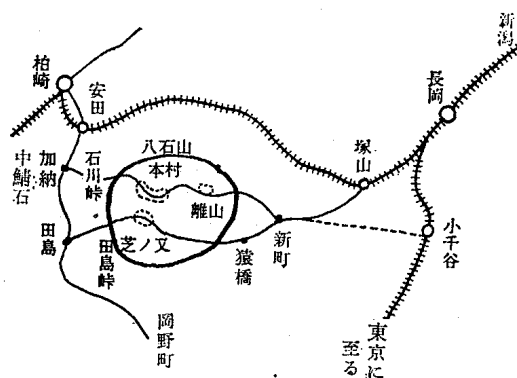 新潟
長岡
柏崎
安田
塚山
八石山
本村
石川峠
加納
中鯖石
離山
新町
小千谷
田島
田島峠
芝ノ又
猿橋
岡野町
東京に
至る